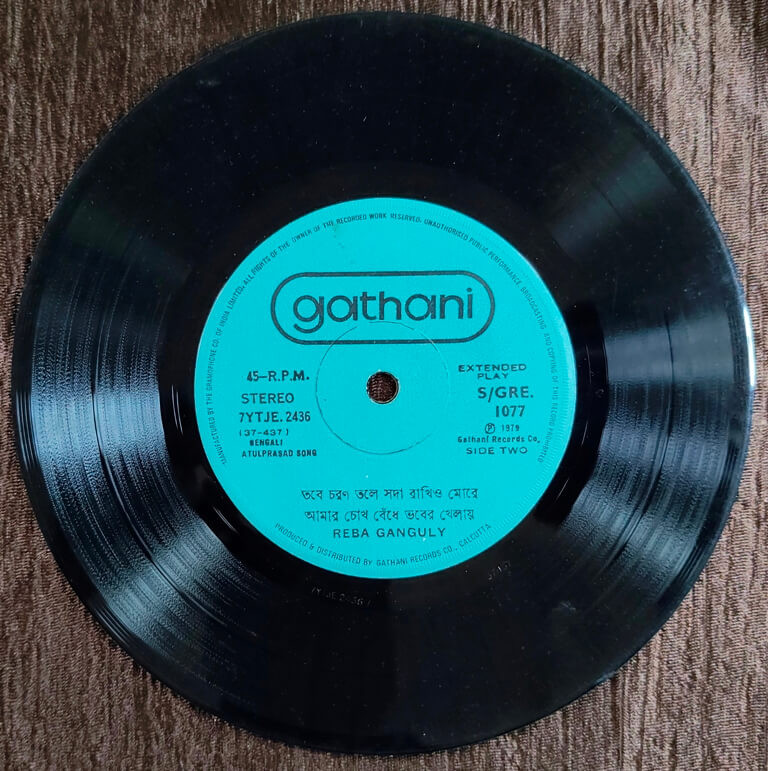 MANUFACTURED BY THE GRAMOPHONE CO. OF INDIA LIMITED. ALL RIGHTS OF THE OWNER OF THE RECORDED WORK RESERVED. UNAUTHORISED PUBLIC PERFORMANCE, BROADCASTING AND COPYING OF THIS RECORD PROHIBITED
gathani
45-R.P.M.
STEREO
7YTJE. 2436
(37-437)
BENGALI
ATULPRASAD SONG
EXTENDED
PLAY
S/GRE.
1077
Ⓟ 1979
Gathani Records Co.
SIDE TWO
তবে চরণ তলে সদা রাখিও মোরে
আমার চোখ বেঁধে ভবের খেলায়
REBA GANGULY
PRODUCED & DISTRIBUTED BY GATHANI RECORDS CO., CALCUTTA